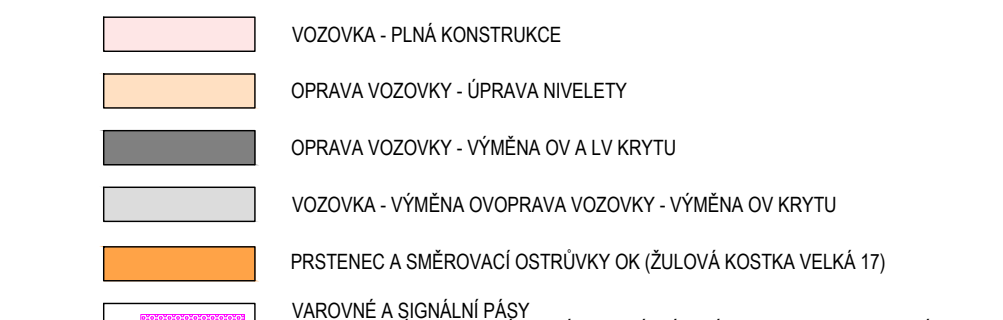 VOZOVKA - PLNÁ KONSTRUKCE
OPRAVA VOZOVKY - ÚPRAVA NIVELETY
OPRAVA VOZOVKY - VÝMĚNA OV A LV KRYTU
VOZOVKA - VÝMĚNA OVOPRAVA VOZOVKY - VÝMĚNA OV KRYTU
PRSTENEC A SMĚROVACÍ OSTRŮVKY OK (ŽULOVÁ KOSTKA VELKÁ 17)
VAROVNÉ A SIGNÁLNÍ PÁSY